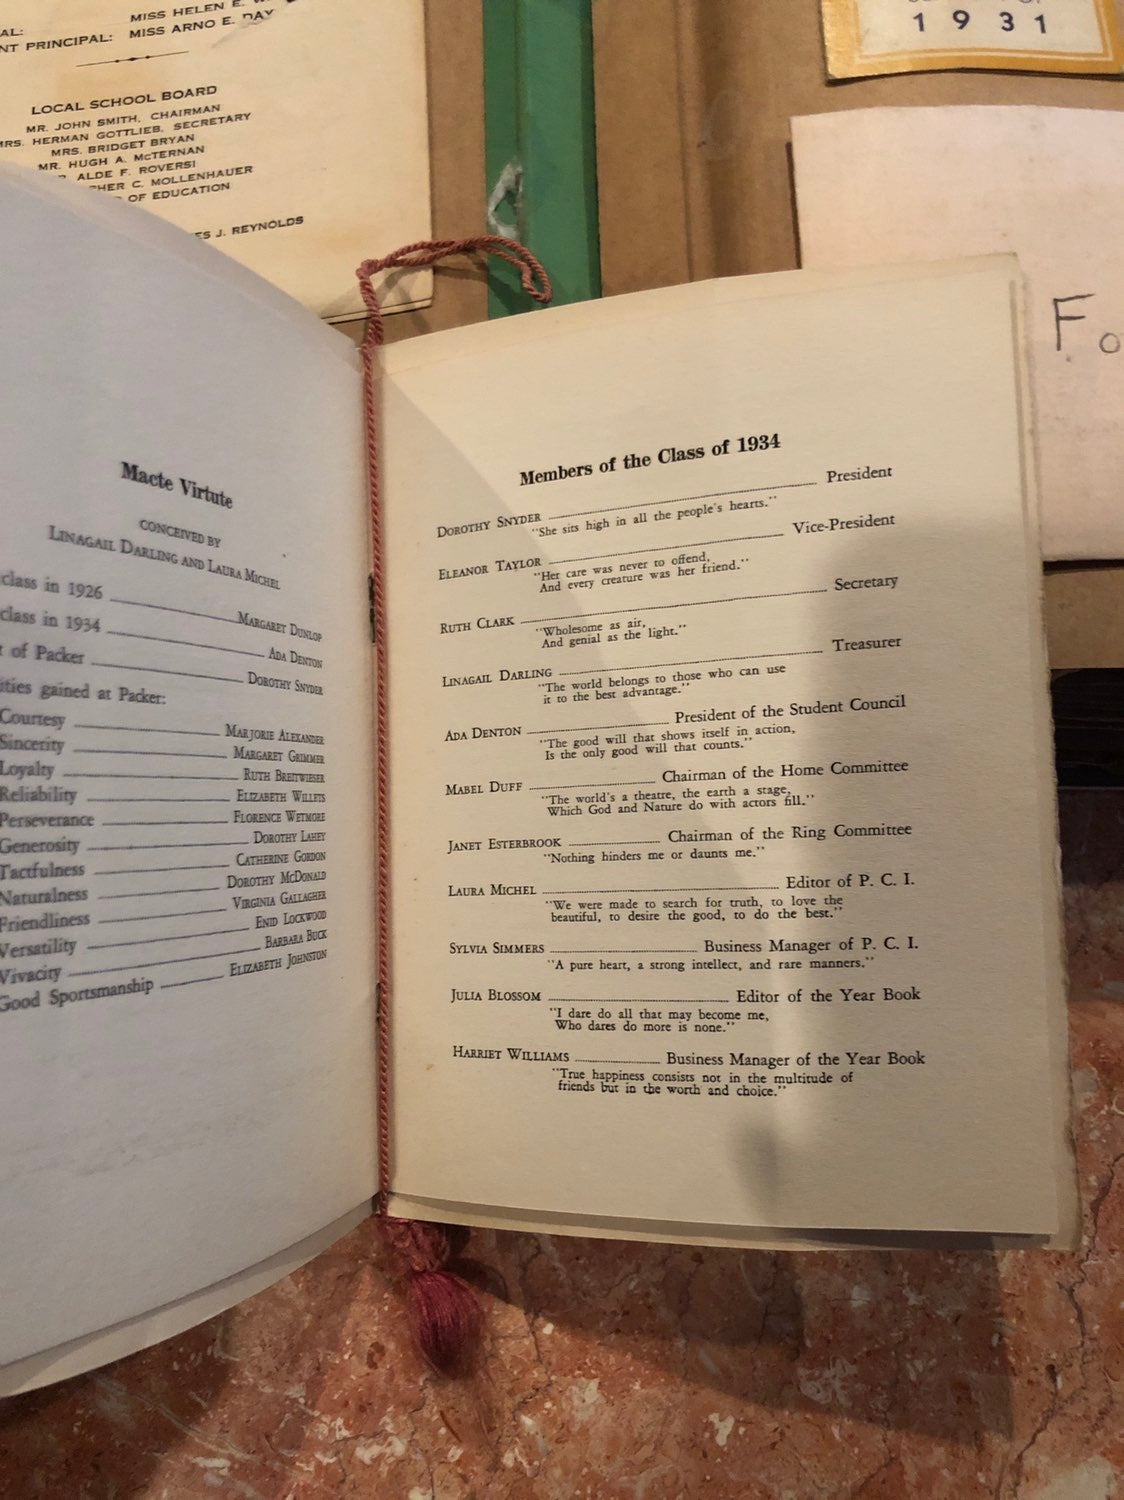 MISS HELEN E.
AL:
NT PRINCIPAL: MISS ARNO E. DAY
LOCAL SCHOOL BOARD
MR. JOHN SMITH, CHAIRMAN
MRS. HERMAN GOTTLIEB, SECRETARY
MRS. BRIDGET BRYAN
MR. HUGH A. McTERNAN
ALDE F. ROVERSI
PHER C. MOLLENHAUER
OF EDUCATION
ES J. REYNOLDS
1931
Fo
Macte Virtute
CONCEIVED BY
LINAGAIL DARLING AND LAURA MICHEL
class in 1926 MARGARET DUNLOP
class in 1934 ADA DENTON
t of Packer DOROTHY SNYDER
ities gained at Packer:
Courtesy MARJORIE ALEXANDER
Sincerity MARGARET GRIMMER
Loyalty RUTH BREITWIESER
Reliability ELIZABETH WILLETS
Perseverance FLORENCE WETMORE
Generosity DOROTHY LAHEY
Tactfulness CATHERINE GORDON
Naturalness DOROTHY McDONALD
Friendliness VIRGINIA GALLAGHER
Versatility ENID LOCKWOOD
Vivacity BARBARA BUCK
Good Sportsmanship ELIZABETH JOHNSTON
Members of the Class of 1934
DOROTHY SNYDER President
"She sits high in all the people's hearts."
ELEANOR TAYLOR Vice-President
"Her care was never to offend,
And every creature was her friend."
RUTH CLARK Secretary
"Wholesome as air,
And genial as the light."
LINAGAIL DARLING Treasurer
"The world belongs to those who can use
it to the best advantage."
ADA DENTON President of the Student Council
"The good will that shows itself in action,
Is the only good will that counts."
MABEL DUFF Chairman of the Home Committee
"The world's a theatre, the earth a stage,
Which God and Nature do with actors fill."
JANET ESTERBROOK Chairman of the Ring Committee
"Nothing hinders me or daunts me."
LAURA MICHEL Editor of P. C. I.
"We were made to search for truth, to love the
beautiful, to desire the good, to do the best."
SYLVIA SIMMERS Business Manager of P. C. I.
"A pure heart, a strong intellect, and rare manners."
JULIA BLOSSOM Editor of the Year Book
"I dare do all that may become me,
Who dares do more is none."
HARRIET WILLIAMS Business Manager of the Year Book
"True happiness consists not in the multitude of
friends but in the worth and choice."